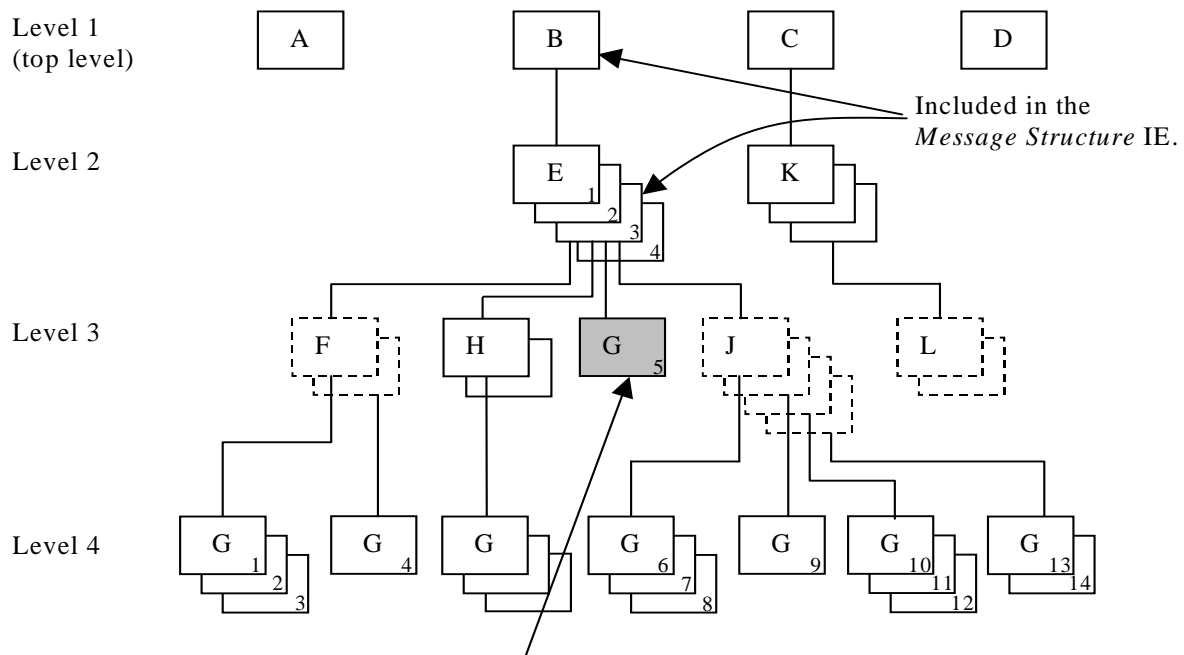 Level 1
(top level)
A
B
C
D
Included in the
Message Structure IE.
Level 2
E
1
2
3
4
K
Level 3
F
H
G
5
J
L
Level 4
G
1
2
3
G
4
G
G
6
7
8
G
9
G
10
11
12
G
13
14